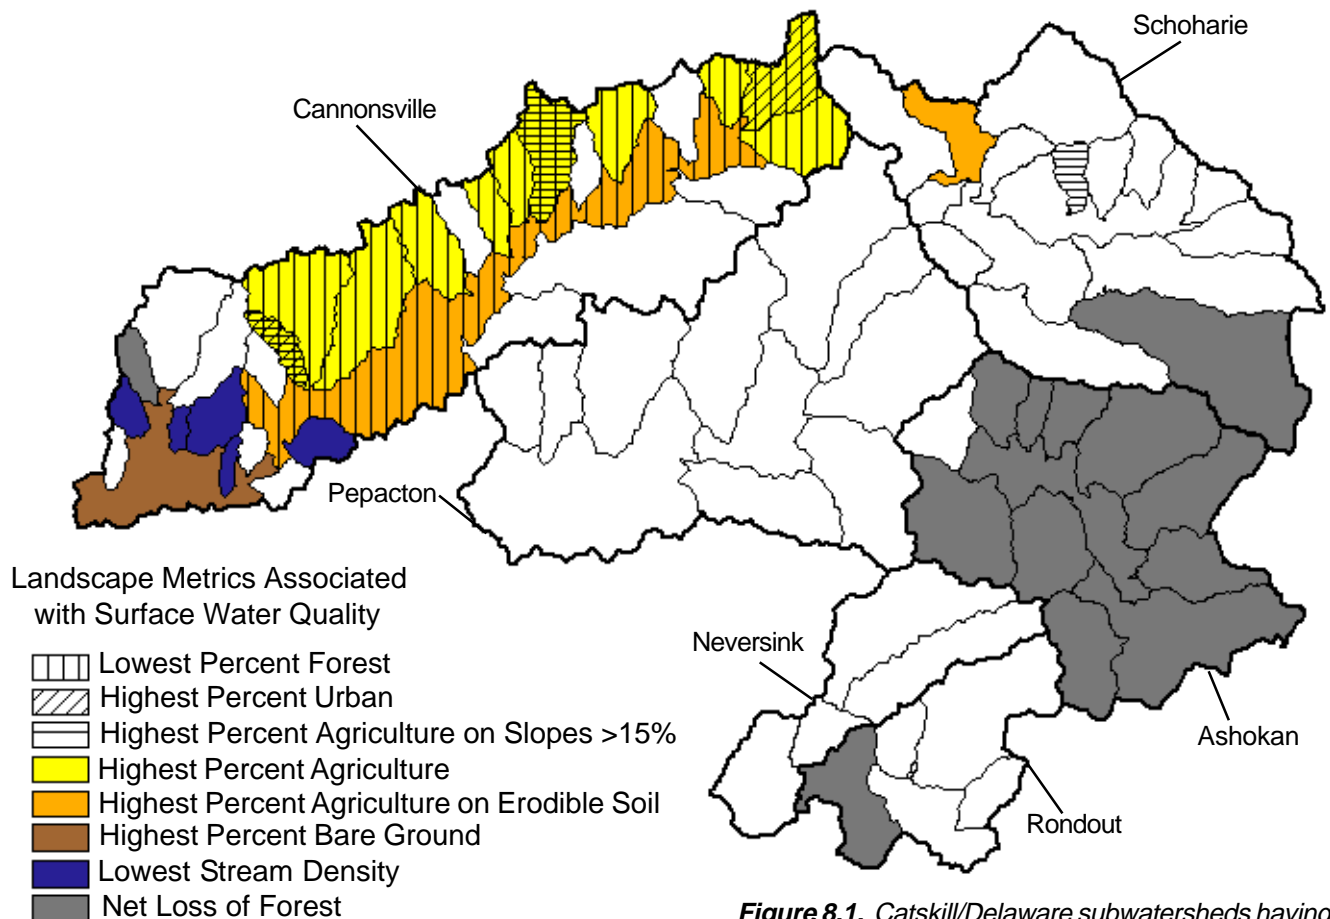 Schoharie
Cannonsville
Pepacton
Landscape Metrics Associated
with Surface Water Quality
Neversink
Lowest Percent Forest
Highest Percent Urban
Highest Percent Agriculture on Slopes >15%
Highest Percent Agriculture
Highest Percent Agriculture on Erodible Soil
Highest Percent Bare Ground
Lowest Stream Density
Net Loss of Forest
Ashokan
Rondout
Figure 8.1. Catskill/Delaware subwatersheds having